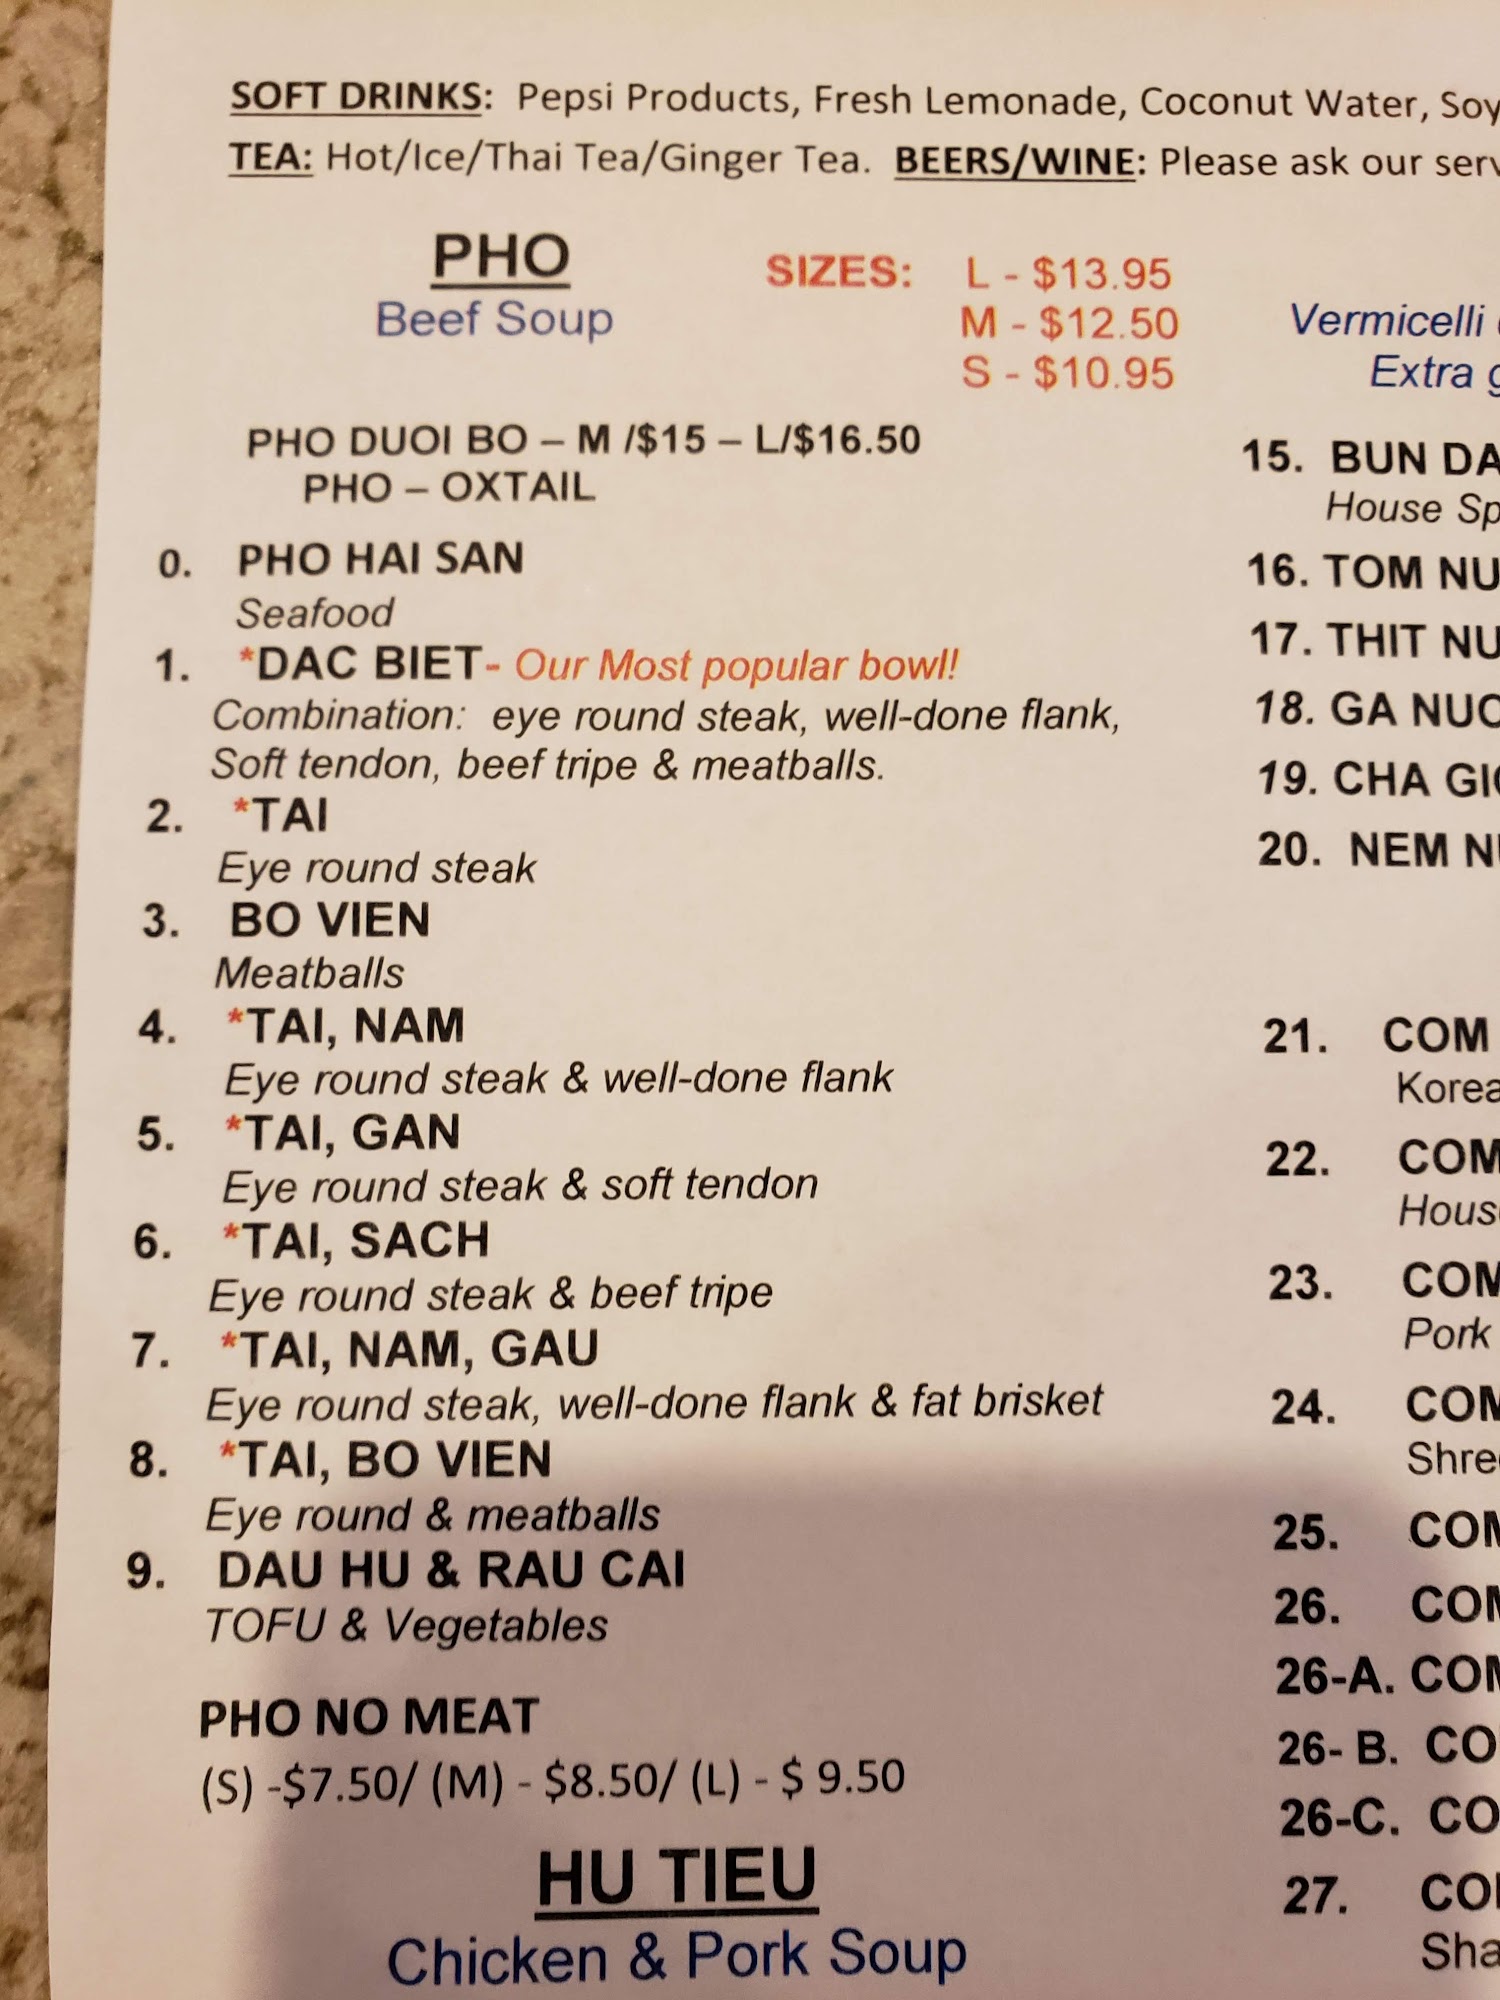 SOFT DRINKS: Pepsi Products, Fresh Lemonade, Coconut Water,
TEA: Hot/Ice/Thai Tea/Ginger Tea. BEERS/WINE: Please ask our
PHO
Beef Soup
SIZES: L - $13.95
M - $12.50
S - $10.95
PHO DUOI BO – M /$15 – L/$16.50
PHO – OXTAIL
0. PHO HAI SAN
Seafood
1. *DAC BIET- Our Most popular bowl!
Combination: eye round steak, well-done flank,
Soft tendon, beef tripe & meatballs.
2. *TAI
Eye round steak
3. BO VIEN
Meatballs
4. *TAI, NAM
Eye round steak & well-done flank
5. *TAI, GAN
Eye round steak & soft tendon
6. *TAI, SACH
Eye round steak & beef tripe
7. *TAI, NAM, GAU
Eye round steak, well-done flank & fat brisket
8. *TAI, BO VIEN
Eye round & meatballs
9. DAU HU & RAU CAI
TOFU & Vegetables
PHO NO MEAT
(S) -$7.50/ (M) - $8.50/ (L) - $ 9.50
HU TIEU
Chicken & Pork Soup
Vermicelli
Extra
15. BUN
House
16. TOM
17. THIT
18. GA
19. CHA
20. NEM
21. COM
22.
23.
Pork
24.
25.
26.
26-A.
26- B.
26-C.
27.